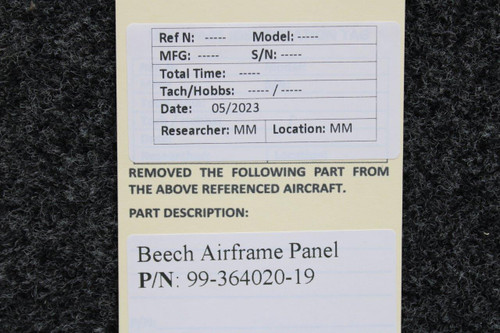 Ref N: ----- Model: -----
MFG: ----- S/N: -----
Total Time: -----
Tach/Hobbs: ----- / -----
Date: 05/2023
Researcher: MM Location: MM
REMOVED THE FOLLOWING PART FROM
THE ABOVE REFERENCED AIRCRAFT.
PART DESCRIPTION:
Beech Airframe Panel
P/N: 99-364020-19